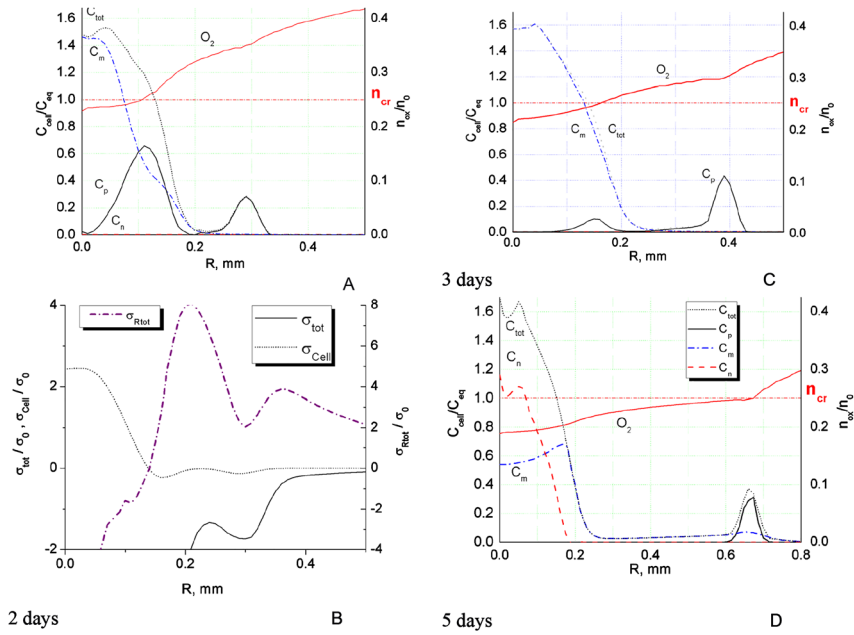 C_tot
C_m
O_2
C_p
C_n
n_cr
C_cell/C_eq
n_ox/n_0
1.6
1.4
1.2
1.0
0.8
0.6
0.4
0.2
0.0
0.4
0.3
0.2
0.1
0.0
0.0 0.2 0.4
R, mm
A
C_m
O_2
C_m
C_tot
C_p
n_cr
C_cell/C_eq
n_ox/n_0
1.6
1.4
1.2
1.0
0.8
0.6
0.4
0.2
0.0
0.4
0.3
0.2
0.1
0.0
0.0 0.2 0.4
R, mm
3 days
C
σ_Rtot
σ_tot
σ_Cell
σ_tot / σ_0 , σ_Cell / σ_0
σ_Rtot / σ_0
4
2
0
-2
8
6
4
2
0
-2
-4
0.0 0.2 0.4
R, mm
2 days
B
C_tot
C_p
C_m
C_n
C_tot
C_n
O_2
C_m
n_cr
C_cell/C_eq
n_ox/n_0
1.6
1.4
1.2
1.0
0.8
0.6
0.4
0.2
0.0
0.4
0.3
0.2
0.1
0.0
0.0 0.2 0.4 0.6 0.8
R, mm
5 days
D